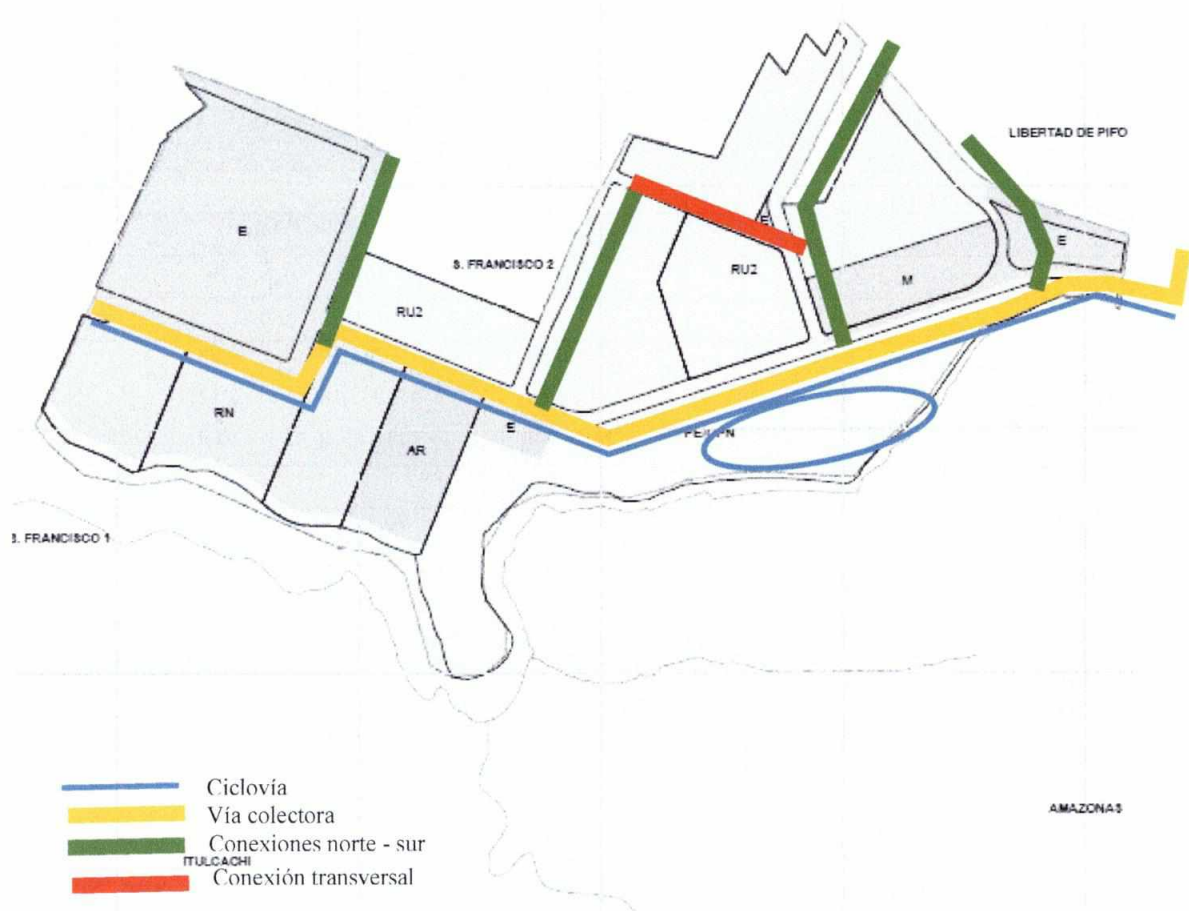 LIBERTAD DE PIFO
E
E
E
S. FRANCISCO 2
RU2
M
RU2
RN
AR
E
S. FRANCISCO 1
Ciclovía
Vía colectora
AMAZONAS
Conexiones norte - sur
ITULCACHI
Conexión transversal